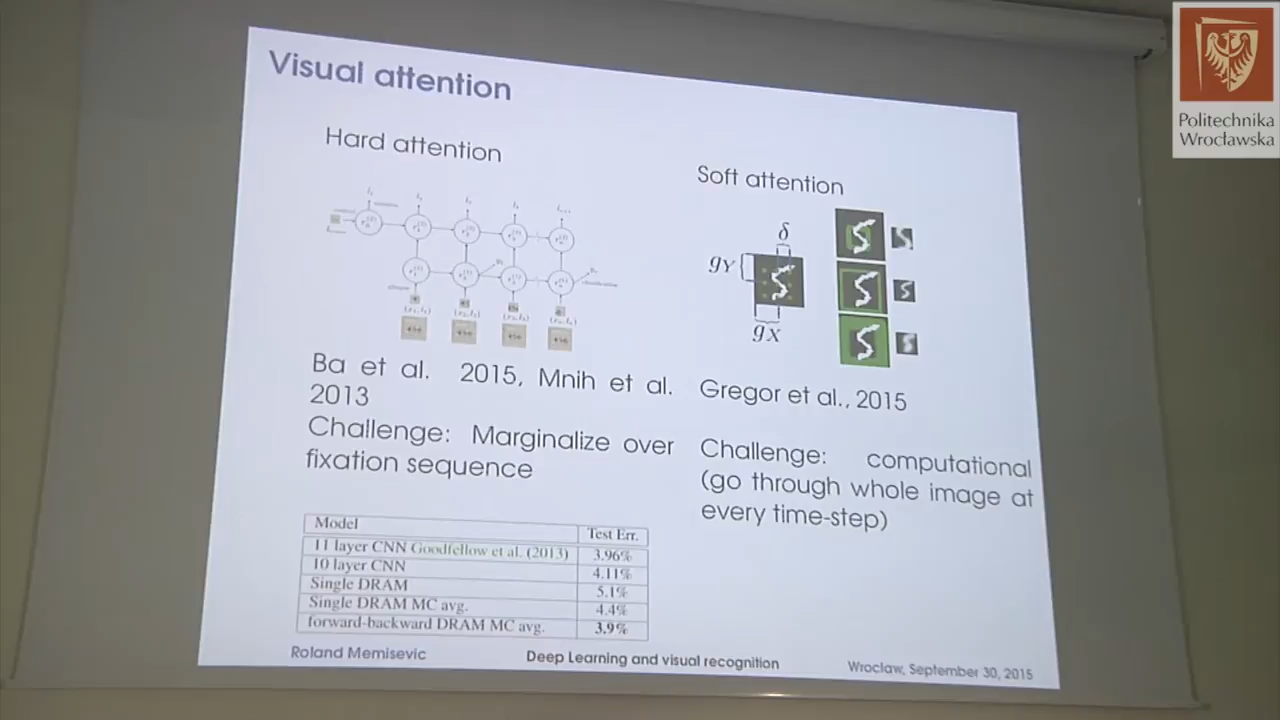 Visual attention
Hard attention
Ba et al. 2015, Mnih et al.
2013
Challenge: Marginalize over
fixation sequence
Model Test Err.
11 layer CNN Goodfellow et al. (2013) 3.96%
10 layer CNN 4.11%
Single DRAM 5.1%
Single DRAM MC avg. 4.4%
forward-backward DRAM MC avg. 3.9%
Soft attention
δ
gY
gX
Gregor et al., 2015
Challenge: computational
(go through whole image at
every time-step)
Roland Memisevic
Deep Learning and visual recognition
Wroclaw, September 30, 2015
Politechnika
Wrocławska